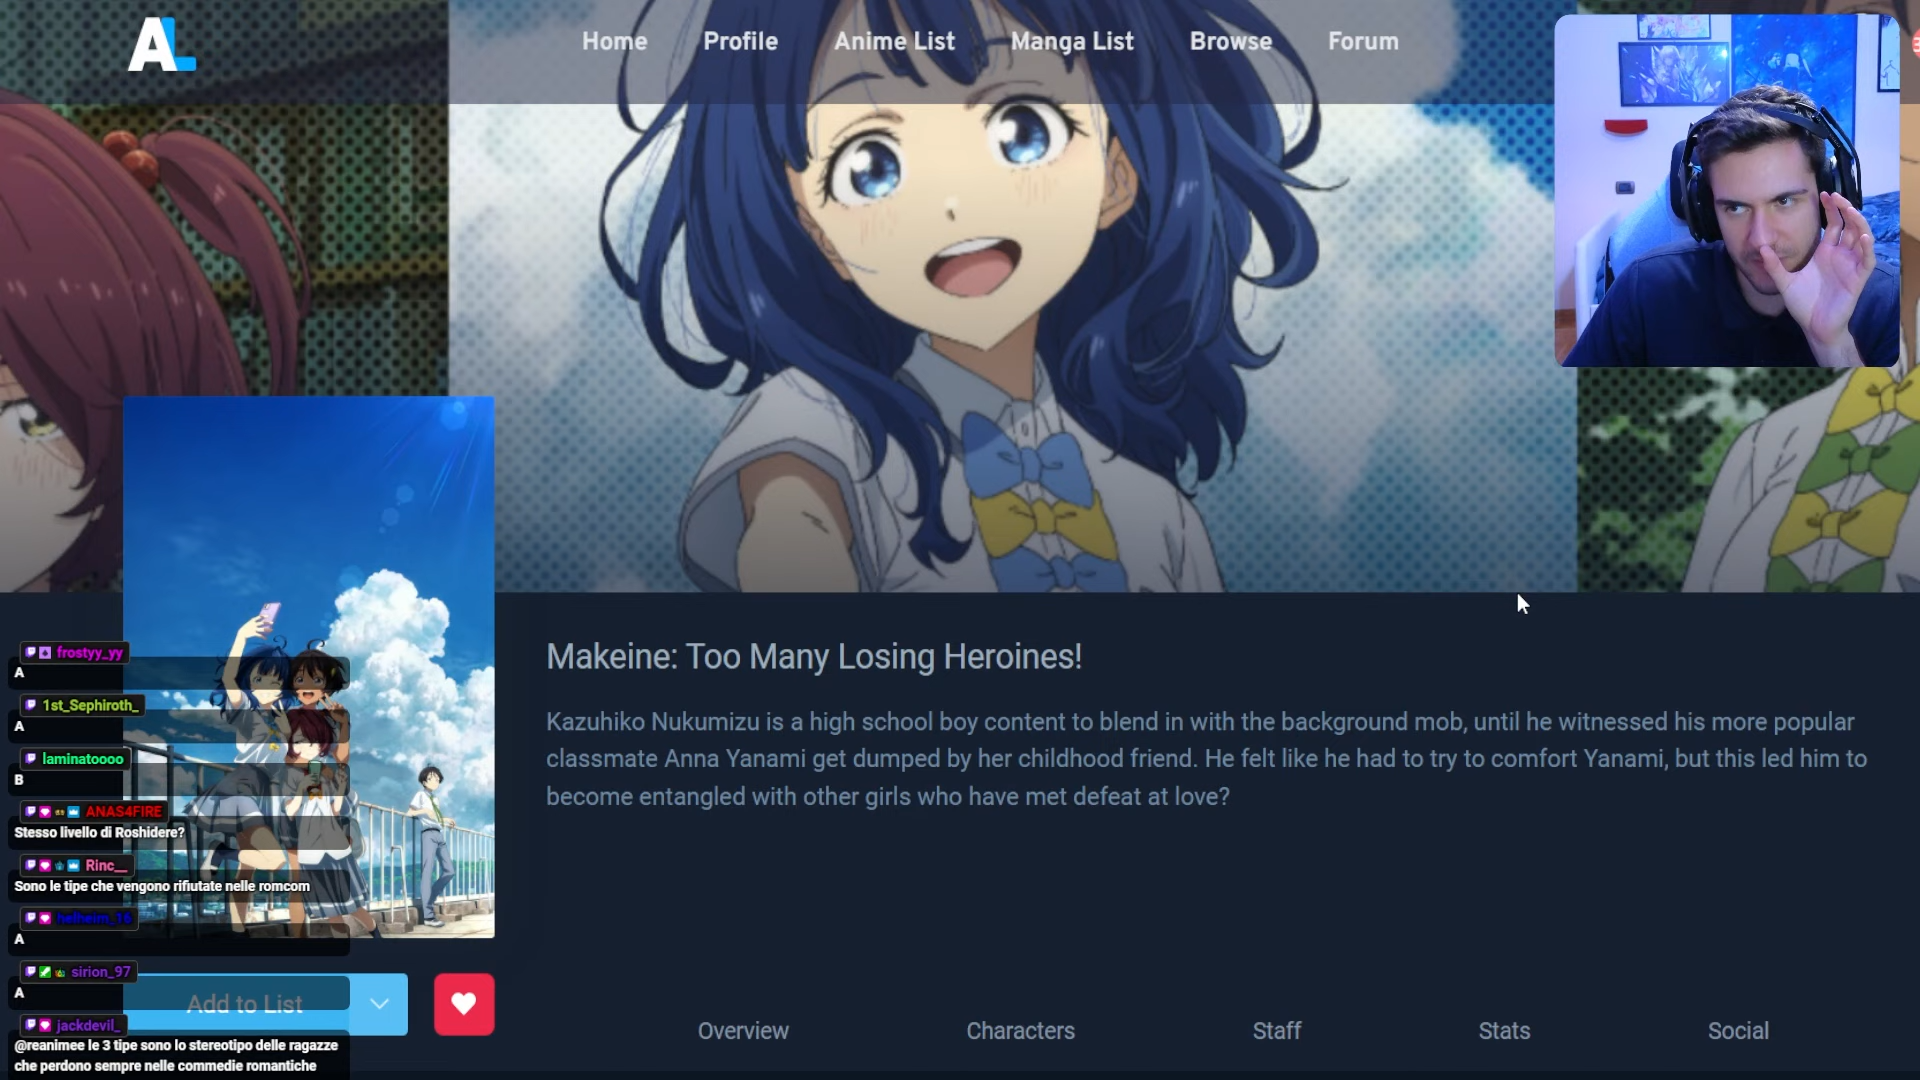 AL
Home
Profile
Anime List
Manga List
Browse
Forum
Makeine: Too Many Losing Heroines!
Kazuhiko Nukumizu is a high school boy content to blend in with the background mob, until he witnessed his more popular
classmate Anna Yanami get dumped by her childhood friend. He felt like he had to try to comfort Yanami, but this led him to
become entangled with other girls who have met defeat at love?
frostyy_yy
A
1st_Sephiroth_
A
laminatoooo
B
ANAS4FIRE
Stesso livello di Roshidere?
Rinc__
Sono le tipe che vengono rifiutate nelle romcom
helheim_16
A
sirion_97
A
jackdevil_
@reanimee le 3 tipe sono lo stereotipo delle ragazze
che perdono sempre nelle commedie romantiche
Add to List
Overview
Characters
Staff
Stats
Social